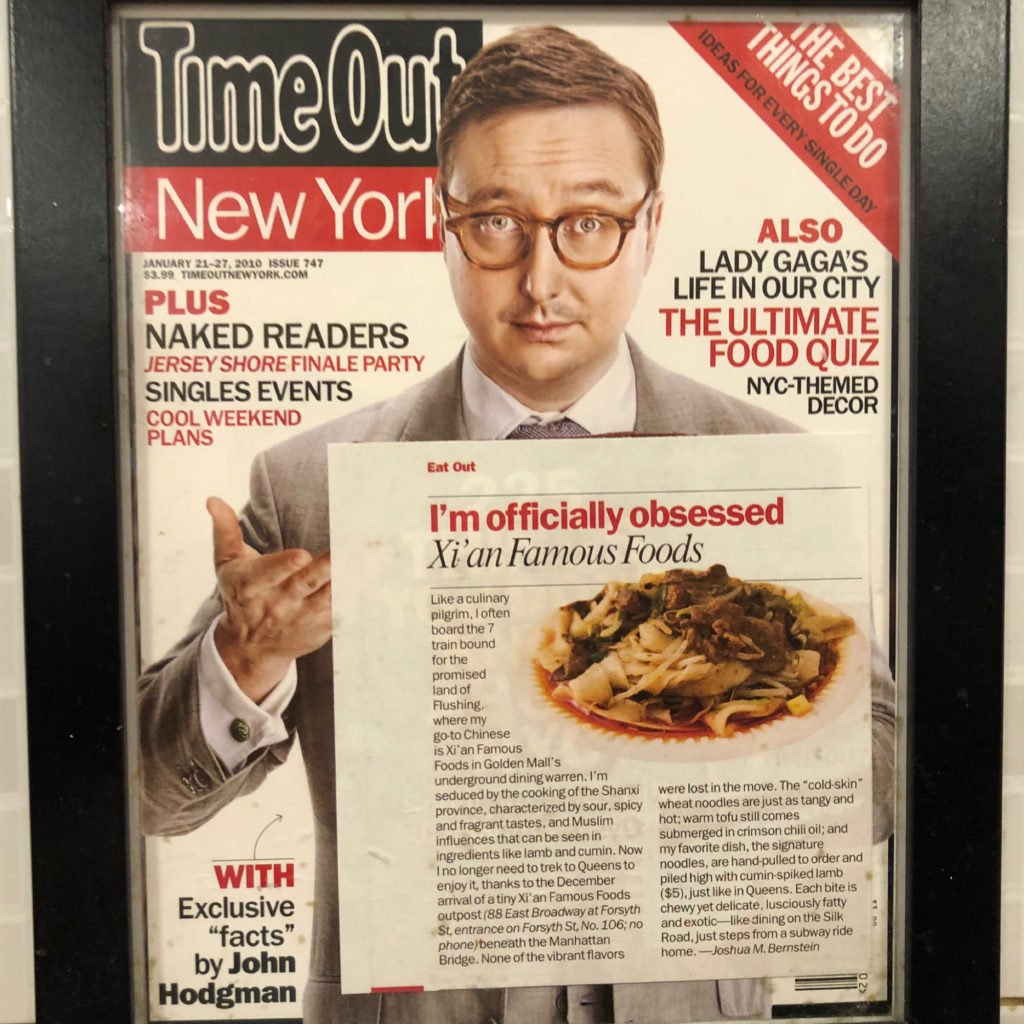 Time Out
New York
JANUARY 21–27, 2010 ISSUE 747
$3.99 TIMEOUTNEWYORK.COM
PLUS
NAKED READERS
JERSEY SHORE FINALE PARTY
SINGLES EVENTS
COOL WEEKEND
PLANS
THE BEST
THINGS TO DO
IDEAS FOR EVERY SINGLE DAY
ALSO
LADY GAGA'S
LIFE IN OUR CITY
THE ULTIMATE
FOOD QUIZ
NYC-THEMED
DECOR
Eat Out
I'm officially obsessed
Xi'an Famous Foods
Like a culinary
pilgrim, I often
board the 7
train bound
for the
promised
land of
Flushing,
where my
go-to Chinese
is Xi'an Famous
Foods in Golden Mall's
underground dining warren. I'm
seduced by the cooking of the Shanxi
province, characterized by sour, spicy
and fragrant tastes, and Muslim
influences that can be seen in
ingredients like lamb and cumin. Now
I no longer need to trek to Queens to
enjoy it, thanks to the December
arrival of a tiny Xi'an Famous Foods
outpost (88 East Broadway at Forsyth
St, entrance on Forsyth St, No. 106; no
phone) beneath the Manhattan
Bridge. None of the vibrant flavors
were lost in the move. The "cold-skin"
wheat noodles are just as tangy and
hot; warm tofu still comes
submerged in crimson chili oil; and
my favorite dish, the signature
noodles, are hand-pulled to order and
piled high with cumin-spiked lamb
($5), just like in Queens. Each bite is
chewy yet delicate, lusciously fatty
and exotic—like dining on the Silk
Road, just steps from a subway ride
home. —Joshua M. Bernstein
WITH
Exclusive
"facts"
by John
Hodgman